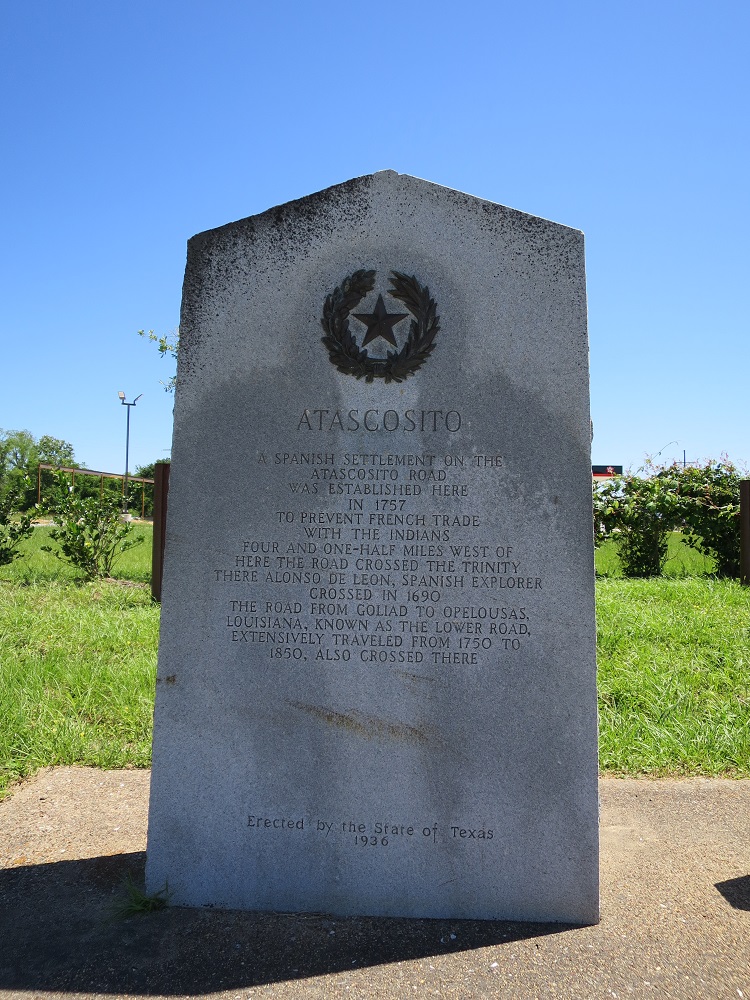 ATASCOSITO
A SPANISH SETTLEMENT ON THE
ATASCOSITO ROAD
WAS ESTABLISHED HERE
IN 1757
TO PREVENT FRENCH TRADE
WITH THE INDIANS
FOUR AND ONE-HALF MILES WEST OF
HERE THE ROAD CROSSED THE TRINITY
THERE ALONSO DE LEON, SPANISH EXPLORER
CROSSED IN 1690
THE ROAD FROM GOLIAD TO OPELOUSAS,
LOUISIANA, KNOWN AS THE LOWER ROAD,
EXTENSIVELY TRAVELED FROM 1750 TO
1850, ALSO CROSSED THERE
Erected by the State of Texas
1936